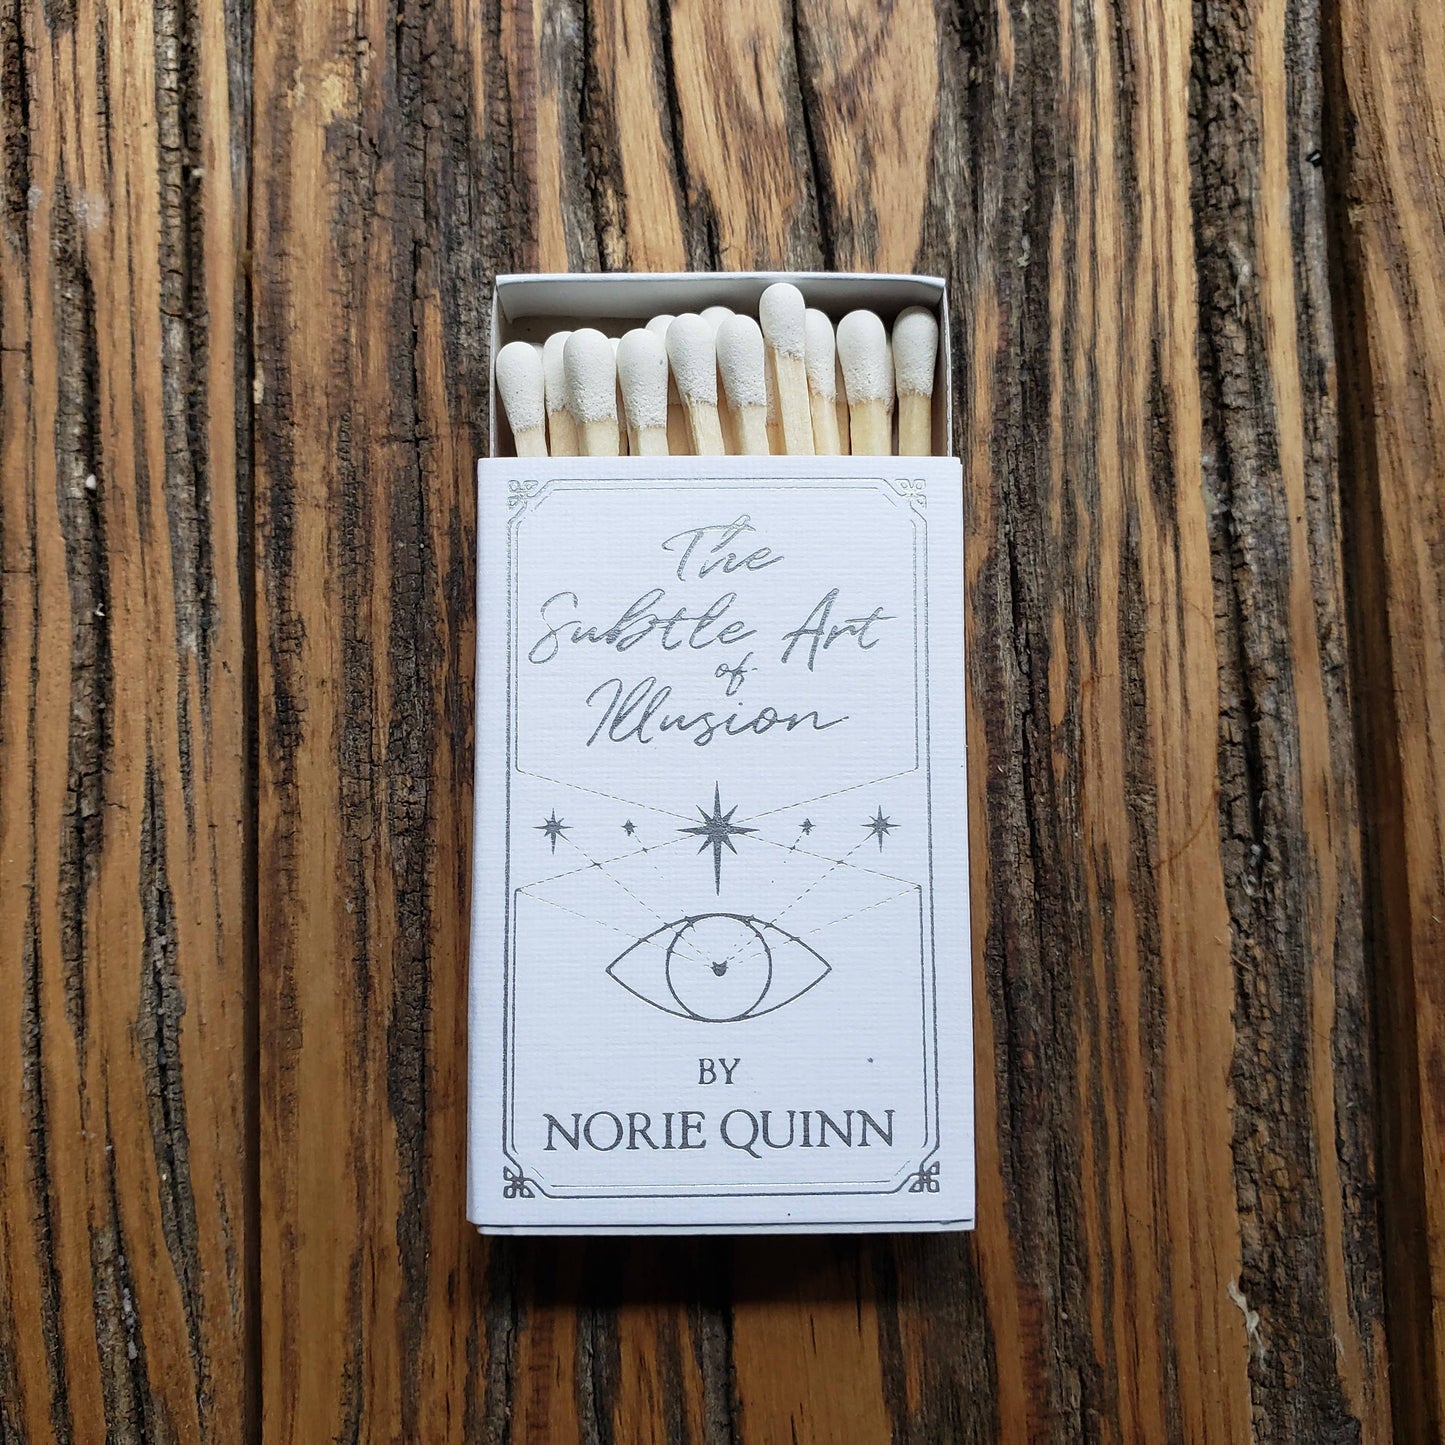 The
Subtle Art
of
Illusion
BY
NORIE QUINN